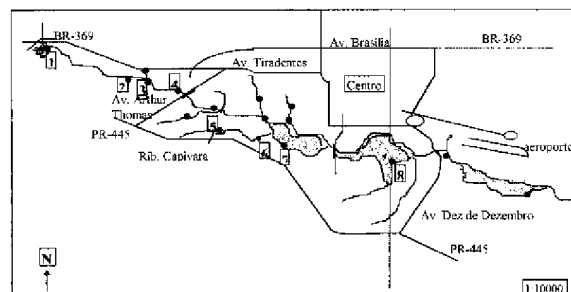 BR-369
Av. Brasilia
BR-369
1
Av. Tiradentes
2
3
4
Centro
Av. Arthur
Thomas
PR-445
5
Rib. Capivara
6
7
8
aeroporto
Av. Dez de Dezembro
PR-445
N
1:10000